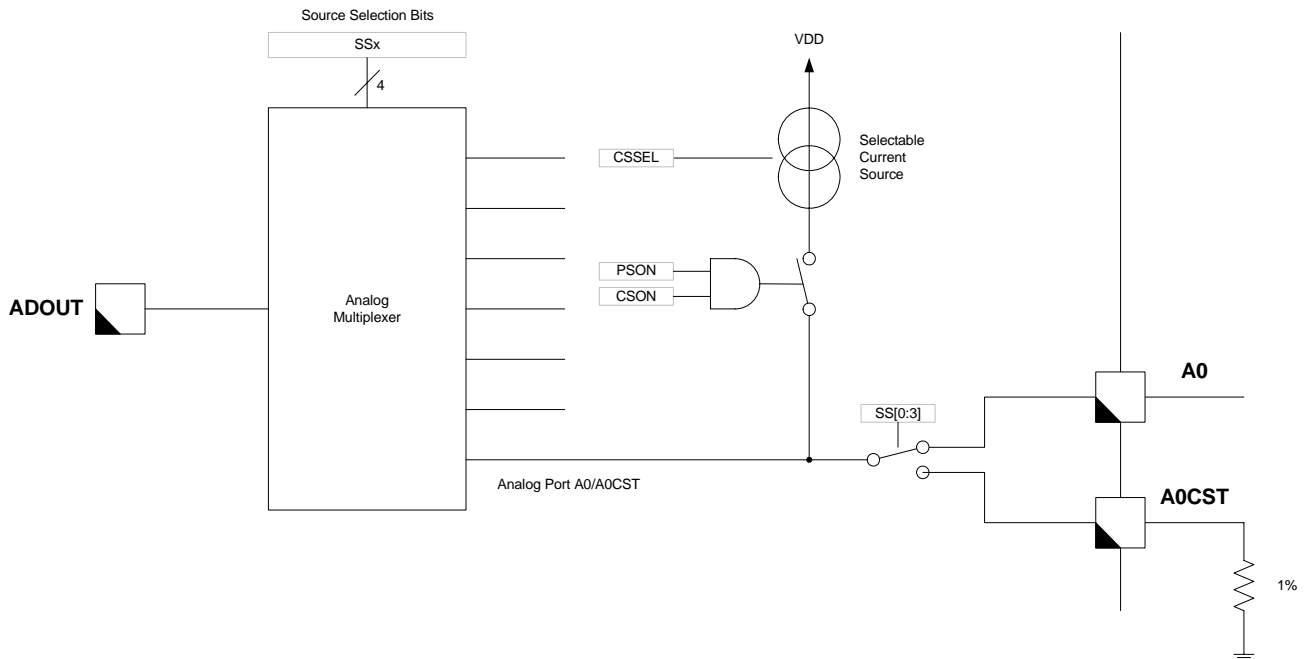 Source Selection Bits
SSx
4
VDD
Selectable
Current
Source
CSSEL
PSON
CSON
ADOUT
Analog
Multiplexer
A0
SS[0:3]
Analog Port A0/A0CST
A0CST
1%